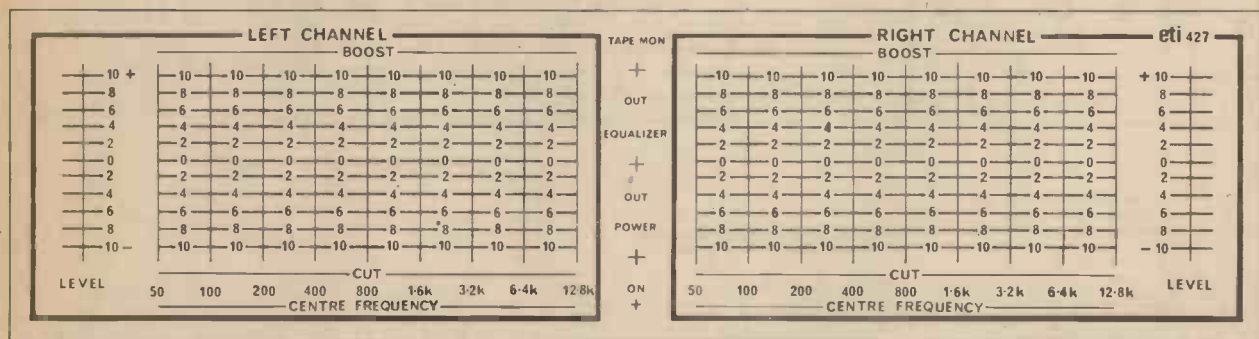 LEFT CHANNEL
BOOST
10 + 10 10 10 10 10 10 10 10
8 8 8 8 8 8 8 8 8
6 6 6 6 6 6 6 6 6
4 4 4 4 4 4 4 4 4
2 2 2 2 2 2 2 2 2
0 0 0 0 0 0 0 0 0
2 2 2 2 2 2 2 2 2
4 4 4 4 4 4 4 4 4
6 6 6 6 6 6 6 6 6
8 8 8 8 8 8 8 8 8
10 − 10 10 10 10 10 10 10 10
CUT
LEVEL
50 100 200 400 800 1·6k 3·2k 6·4k 12·8k
CENTRE FREQUENCY
TAPE MON
OUT
EQUALIZER
OUT
POWER
ON
RIGHT CHANNEL
eti 427
BOOST
10 10 10 10 10 10 10 10 + 10
8 8 8 8 8 8 8 8 8
6 6 6 6 6 6 6 6 6
4 4 4 4 4 4 4 4 4
2 2 2 2 2 2 2 2 2
0 0 0 0 0 0 0 0 0
2 2 2 2 2 2 2 2 2
4 4 4 4 4 4 4 4 4
6 6 6 6 6 6 6 6 6
8 8 8 8 8 8 8 8 8
10 10 10 10 10 10 10 10 − 10
CUT
LEVEL
50 100 200 400 800 1·6k 3·2k 6·4k 12·8k
CENTRE FREQUENCY